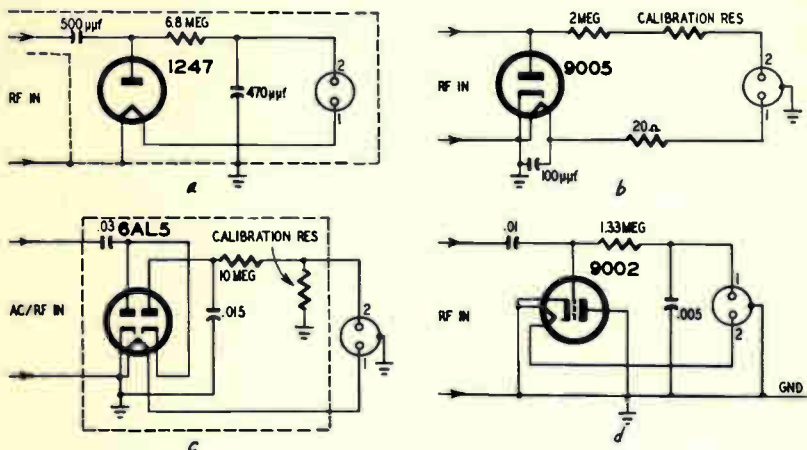 500µµf
6.8 MEG
1247
RF IN
470µµf
2
1
a
2MEG
CALIBRATION RES
9005
RF IN
2
1
20Ω
100µµf
b
.03
6AL5
CALIBRATION RES
10 MEG
AC/RF IN
.015
2
1
c
.01
1.33MEG
9002
RF IN
1
2
.005
GND
d